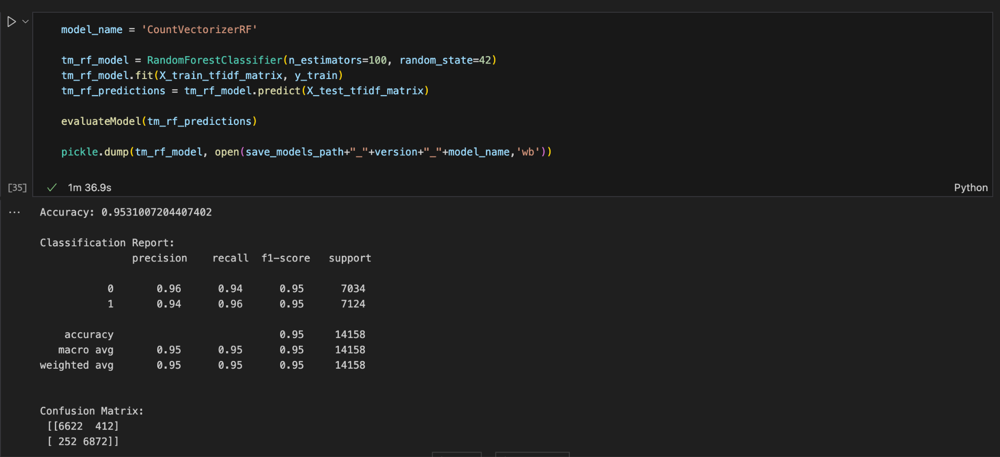 model_name = 'CountVectorizerRF'
tm_rf_model = RandomForestClassifier(n_estimators=100, random_state=42)
tm_rf_model.fit(X_train_tfidf_matrix, y_train)
tm_rf_predictions = tm_rf_model.predict(X_test_tfidf_matrix)
evaluateModel(tm_rf_predictions)
pickle.dump(tm_rf_model, open(save_models_path+"_"+version+"_"+model_name,'wb'))
[35] ✓ 1m 36.9s Python
... Accuracy: 0.9531007204407402
Classification Report:
precision recall f1-score support
0 0.96 0.94 0.95 7034
1 0.94 0.96 0.95 7124
accuracy 0.95 14158
macro avg 0.95 0.95 0.95 14158
weighted avg 0.95 0.95 0.95 14158
Confusion Matrix:
[[6622 412]
[ 252 6872]]